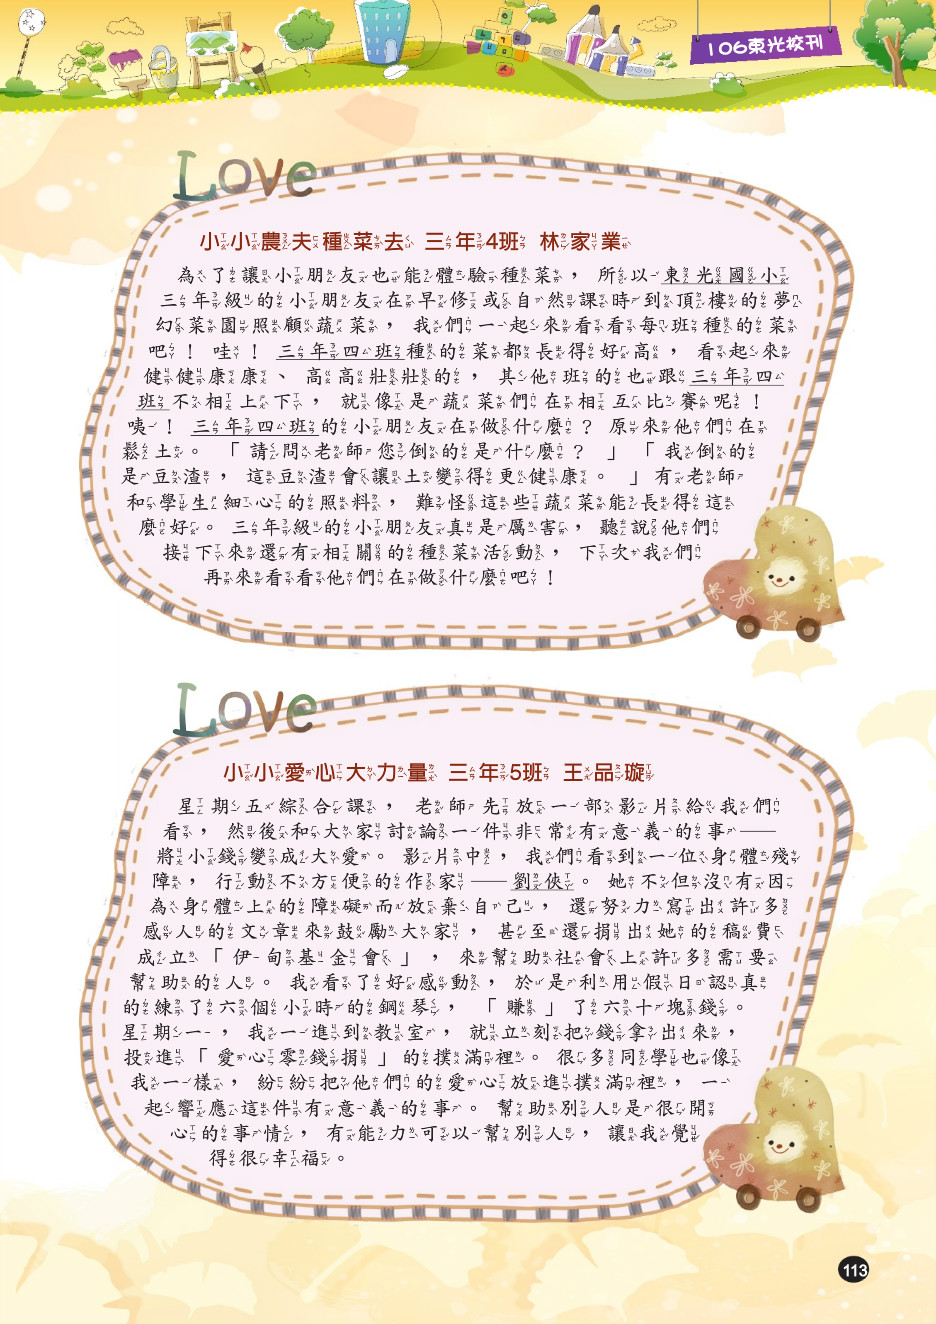 106東光校刊
Love
小小農夫種菜去 三年4班 林家業
為了讓小朋友也能體驗種菜，所以東光國小
三年級的小朋友在早修或自然課時到頂樓的夢
幻菜園照顧蔬菜，我們一起來看看每班種的菜
吧！哇！三年四班種的菜都長得好高，看起來
健健康康、高高壯壯的，其他班的也跟三年四
班不相上下，就像是蔬菜們在相互比賽呢！
咦！三年四班的小朋友在做什麼？原來他們在
鬆土。「請問老師您倒的是什麼？」「我倒的
是豆渣，這豆渣會讓土變得更健康。」有老師
和學生細心的照料，難怪這些蔬菜能長得這
麼好。三年級的小朋友真是厲害，聽說他們
接下來還有相關的種菜活動，下次我們
再來看看他們在做什麼吧！
Love
小小愛心大力量 三年5班 王品璇
星期五綜合課，老師先放一部影片給我們
看，然後和大家討論一件非常有意義的事——
將小錢變成大愛。影片中，我們看到一位身體殘
障，行動不方便的作家——劉俠。她不但沒有因
為身體上的障礙而放棄自己，還努力寫出許多
感人的文章來鼓勵大家，甚至還捐出她的稿費
成立「伊甸基金會」，來幫助社會上許多需要
幫助的人。我看了好感動，於是利用假日認真
的練了六個小時的鋼琴，「賺」了六十塊錢。
星期一，我一進到教室，就立刻把錢拿出來，
投進「愛心零錢捐」的撲滿裡。很多同學也像
我一樣，紛紛把他們的愛心放進撲滿裡，一
起響應這件有意義的事。幫助別人是很開
心的事情，有能力可以幫別人，讓我覺
得很幸福。
113